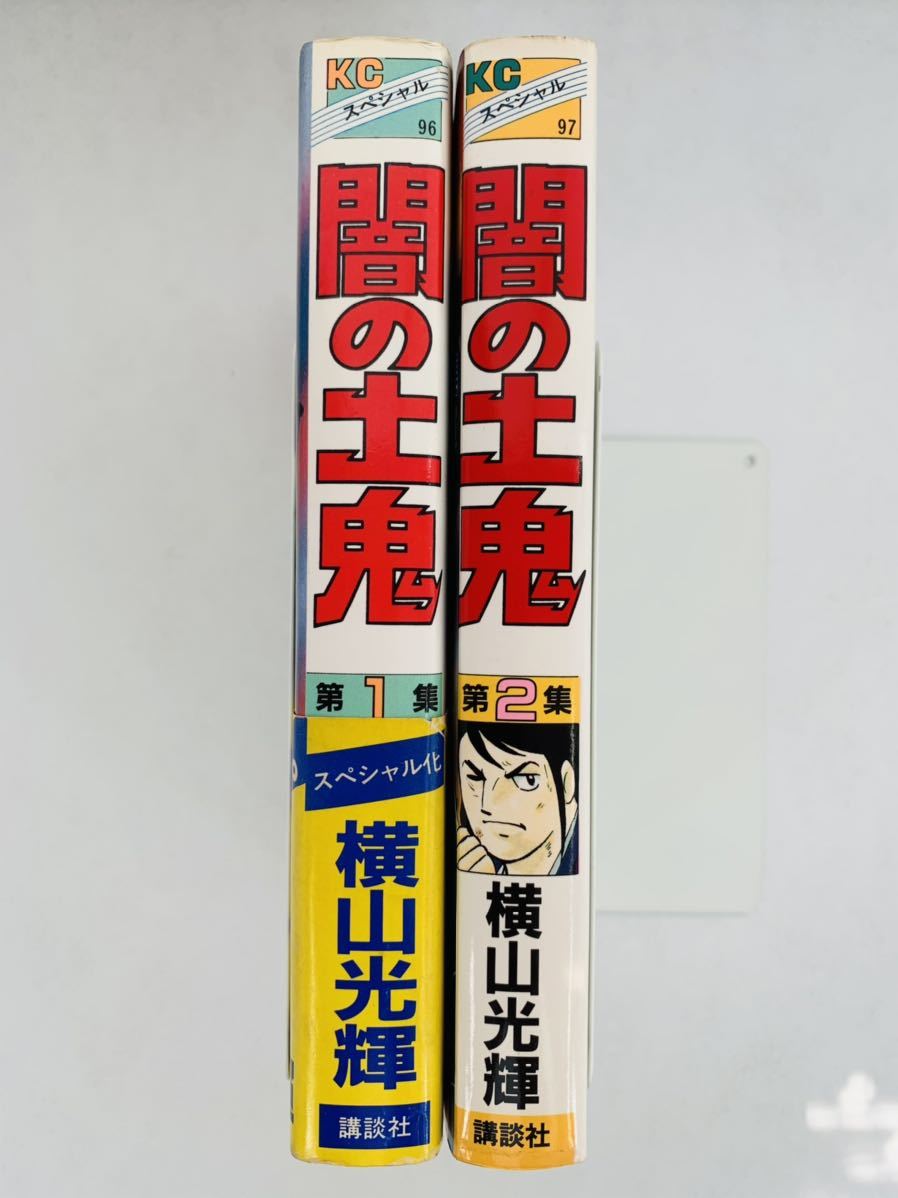 KC
スペシャル
96
闇の土鬼
第1集
スペシャル化
横山光輝
講談社
KC
スペシャル
97
闇の土鬼
第2集
横山光輝
講談社